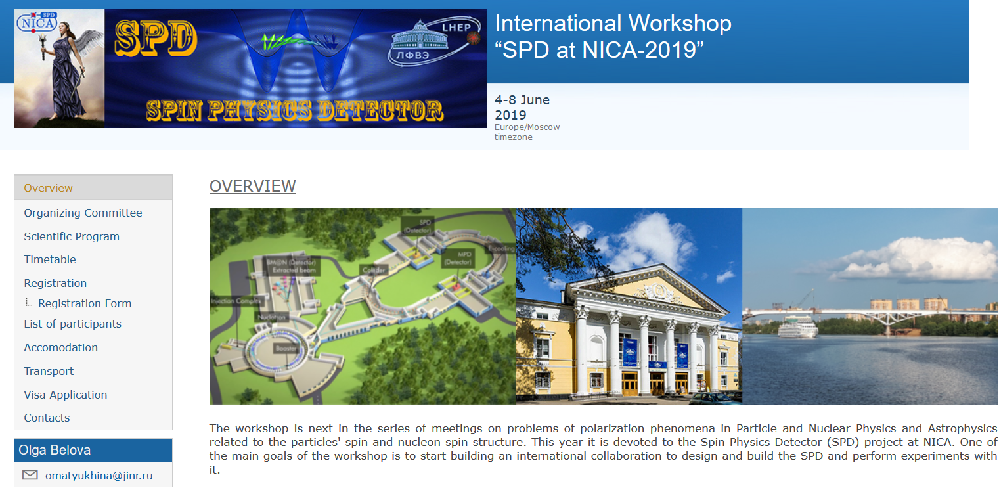 SPD
NICA
SPD
LHEP
ЛФВЭ
SPIN PHYSICS DETECTOR
International Workshop
“SPD at NICA-2019”
4-8 June
2019
Europe/Moscow
timezone
Overview
Organizing Committee
Scientific Program
Timetable
Registration
Registration Form
List of participants
Accomodation
Transport
Visa Application
Contacts
Olga Belova
omatyukhina@jinr.ru
OVERVIEW
SPD
(Detector)
E-cooling
MPD
(Detector)
BM@N (Detector)
Extracted beam
Collider
Injection Complex
Nuclotron
Booster
The workshop is next in the series of meetings on problems of polarization phenomena in Particle and Nuclear Physics and Astrophysics
related to the particles' spin and nucleon spin structure. This year it is devoted to the Spin Physics Detector (SPD) project at NICA. One of
the main goals of the workshop is to start building an international collaboration to design and build the SPD and perform experiments with
it.